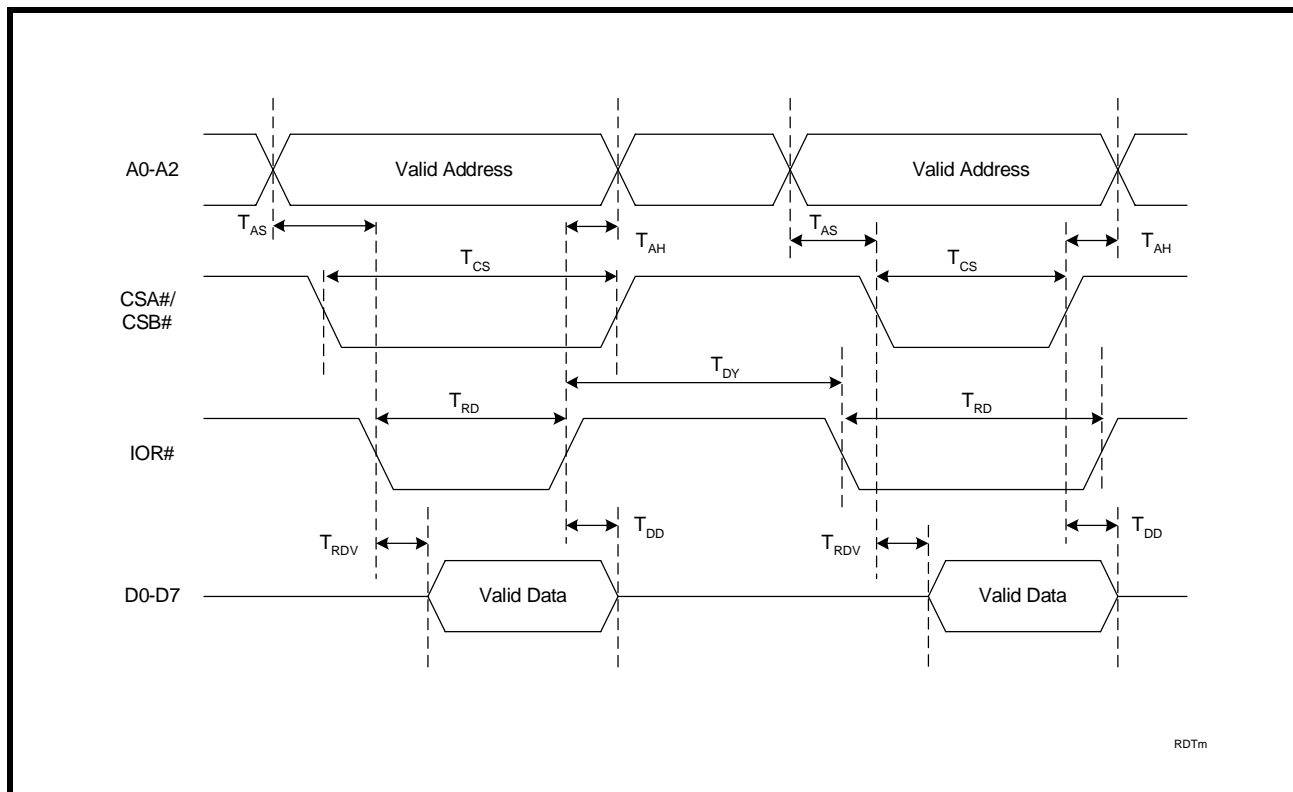 A0-A2
Valid Address
Valid Address
TAS
TAH
TAS
TAH
TCS
TCS
CSA#/
CSB#
TDY
TRD
TRD
IOR#
TRDV
TDD
TRDV
TDD
D0-D7
Valid Data
Valid Data
RDTm